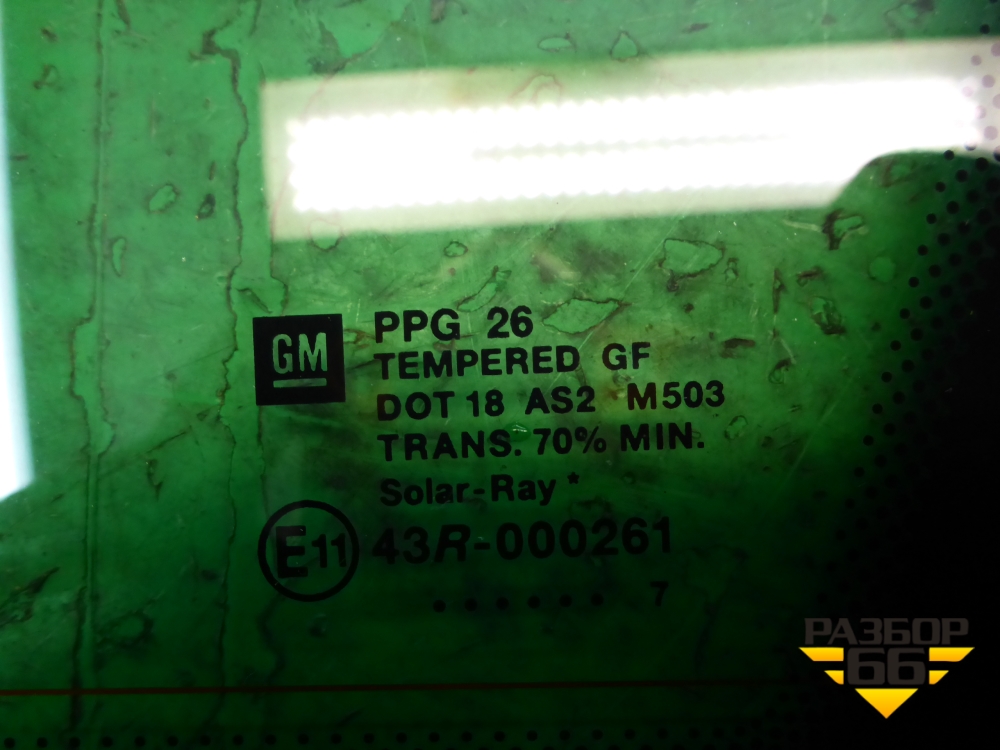 GM
PPG 26
TEMPERED GF
DOT 18 AS2 M503
TRANS. 70% MIN.
Solar-Ray *
E11 43R-000261
. . . . . . 7
РАЗБОР
66